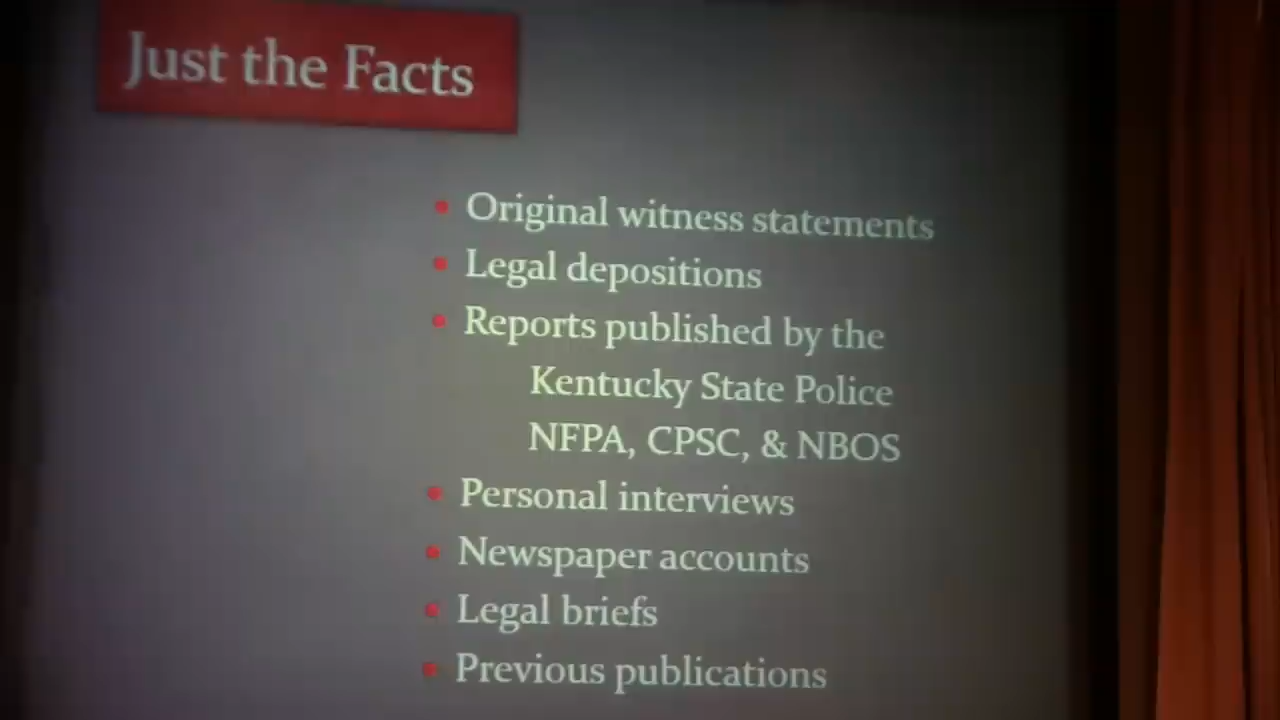 Just the Facts
• Original witness statements
• Legal depositions
• Reports published by the
Kentucky State Police
NFPA, CPSC, & NBOS
• Personal interviews
• Newspaper accounts
• Legal briefs
• Previous publications